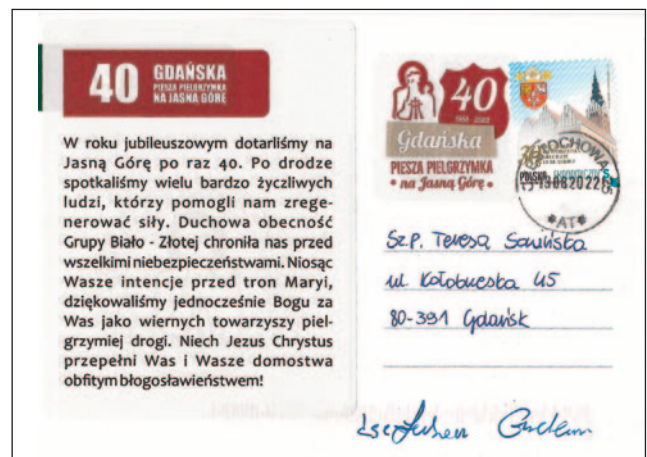 40 GDAŃSKA
PIESZA PIELGRZYMKA
NA JASNĄ GÓRĘ
W roku jubileuszowym dotarliśmy na
Jasną Górę po raz 40. Po drodze
spotkaliśmy wielu bardzo życzliwych
ludzi, którzy pomogli nam zrege-
nerować siły. Duchowa obecność
Grupy Biało - Złotej chroniła nas przed
wszelkimi niebezpieczeństwami. Niosąc
Wasze intencje przed tron Maryi,
dziękowaliśmy jednocześnie Bogu za
Was jako wiernych towarzyszy piel-
grzymiej drogi. Niech Jezus Chrystus
przepełni Was i Wasze domostwa
obfitym błogosławieństwem!
40
Gdańska
PIESZA PIELGRZYMKA
• na Jasną Górę •
POLSKA
13 082022
*AT*
Sz.P. Teresa
ul. Kołobrzeska 45
80-391 Gdańsk